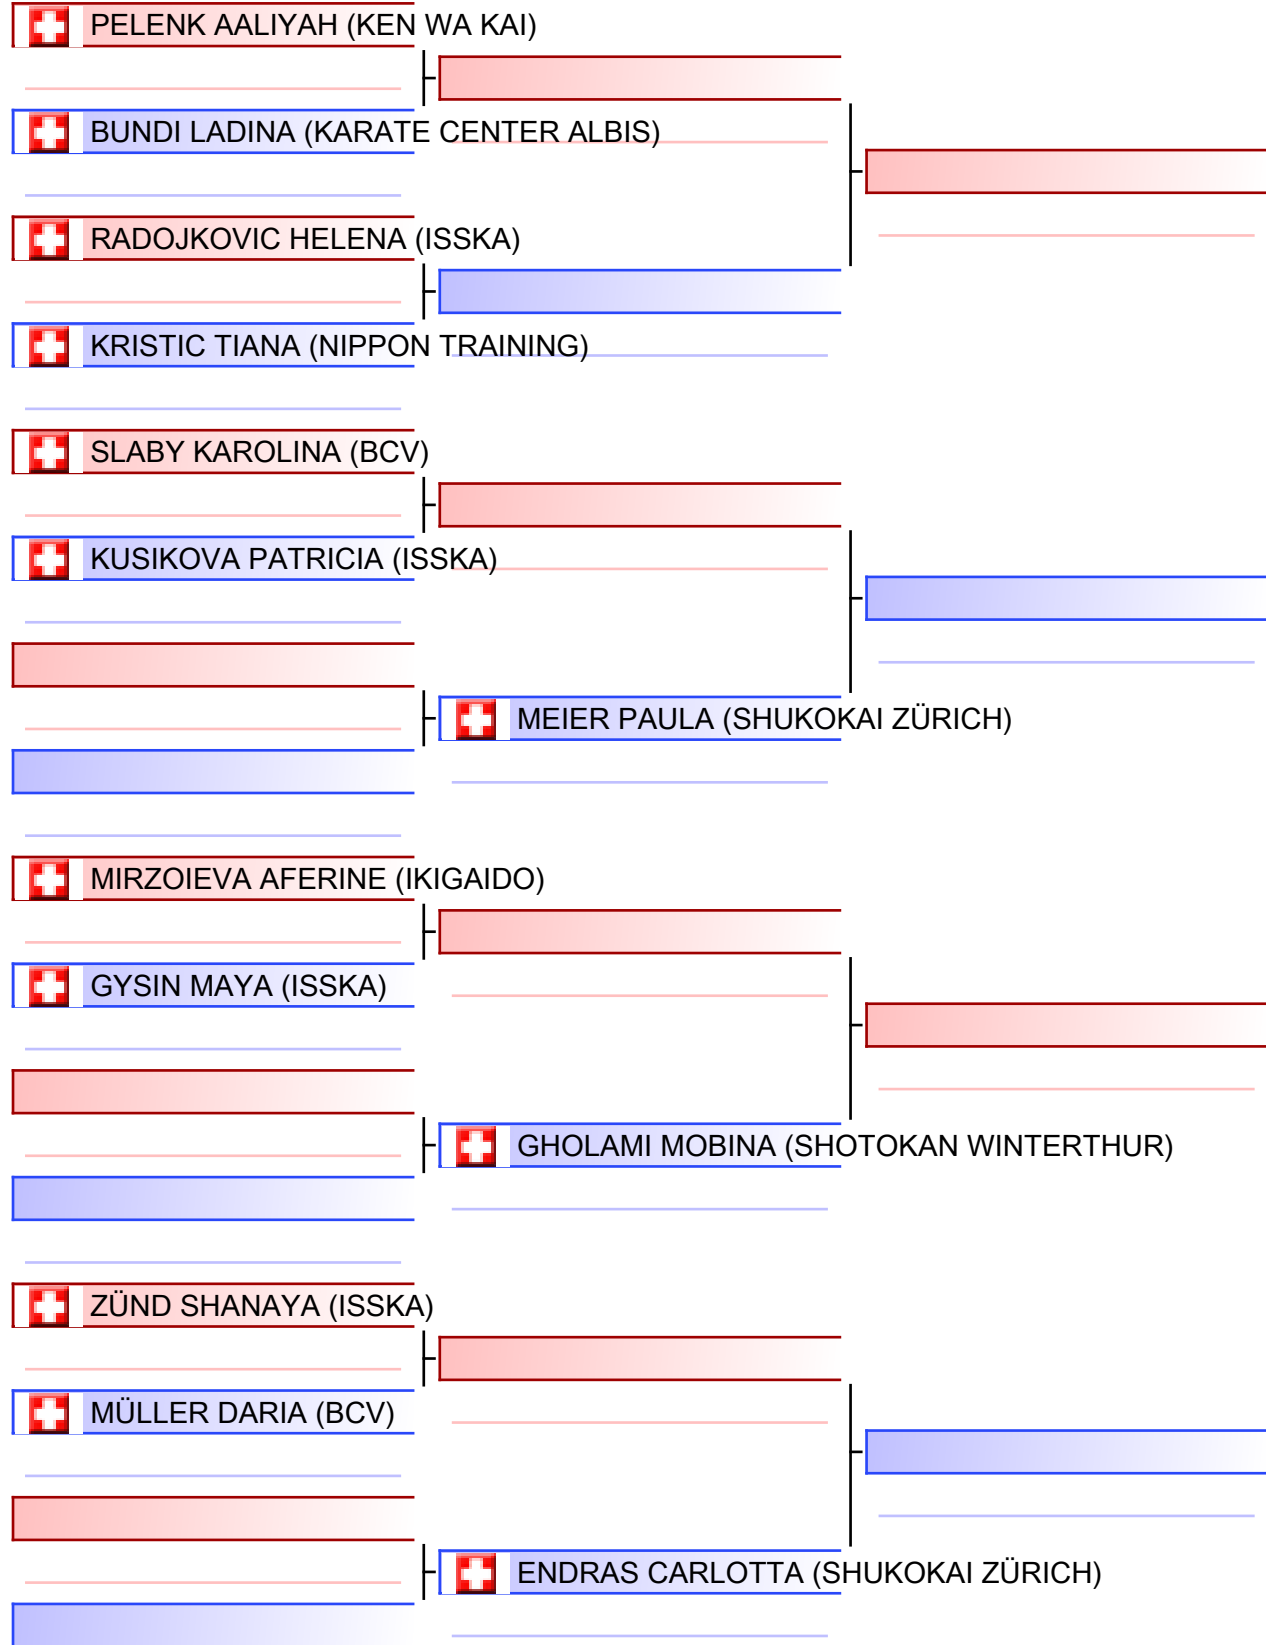 PELENK AALIYAH (KEN WA KAI)
BUNDI LADINA (KARATE CENTER ALBIS)
RADOJKOVIC HELENA (ISSKA)
KRISTIC TIANA (NIPPON TRAINING)
SLABY KAROLINA (BCV)
KUSIKOVA PATRICIA (ISSKA)
MEIER PAULA (SHUKOKAI ZÜRICH)
MIRZOIEVA AFERINE (IKIGAIDO)
GYSIN MAYA (ISSKA)
GHOLAMI MOBINA (SHOTOKAN WINTERTHUR)
ZÜND SHANAYA (ISSKA)
MÜLLER DARIA (BCV)
ENDRAS CARLOTTA (SHUKOKAI ZÜRICH)